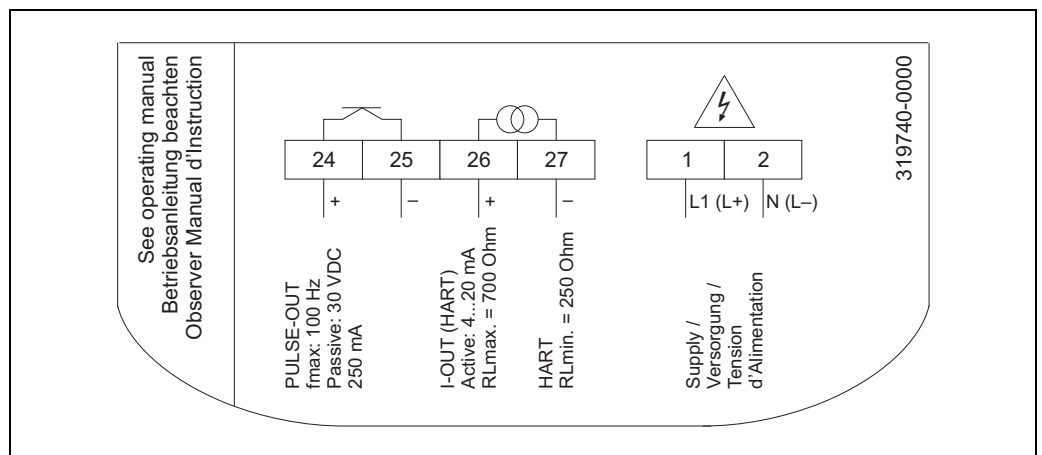 See operating manual
Betriebsanleitung beachten
Observer Manual d'Instruction
24
25
26
27
1
2
+
–
+
–
L1 (L+)
N (L–)
PULSE-OUT
fmax: 100 Hz
Passive: 30 VDC
250 mA
I-OUT (HART)
Active: 4...20 mA
RLmax. = 700 Ohm
HART
RLmin. = 250 Ohm
Supply /
Versorgung /
Tension
d'Alimentation
319740-0000